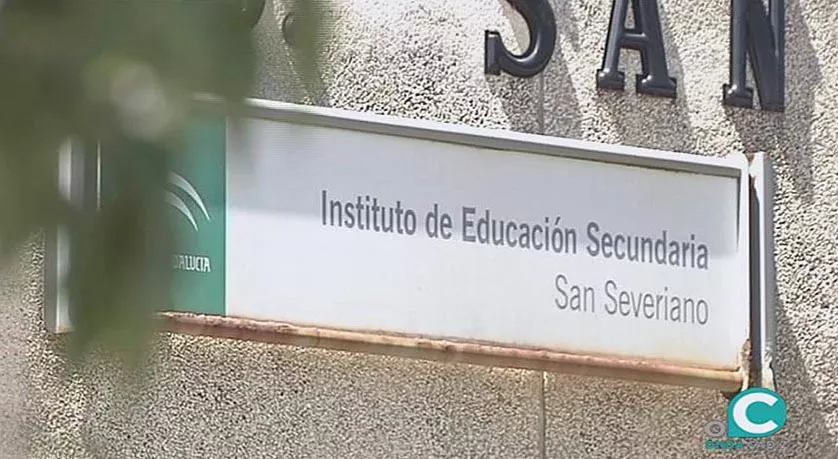 SAN
Instituto de Educación Secundaria
San Severiano
C